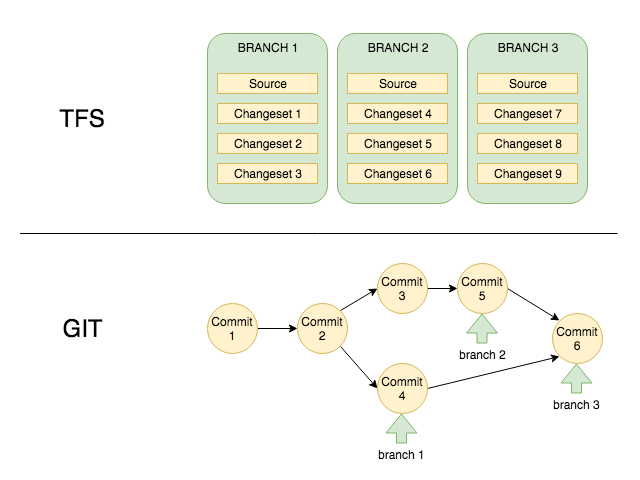 BRANCH 1
BRANCH 2
BRANCH 3
TFS
Source
Changeset 1
Changeset 2
Changeset 3
Source
Changeset 4
Changeset 5
Changeset 6
Source
Changeset 7
Changeset 8
Changeset 9
GIT
Commit
1
Commit
2
Commit
3
Commit
5
Commit
4
Commit
6
branch 2
branch 3
branch 1